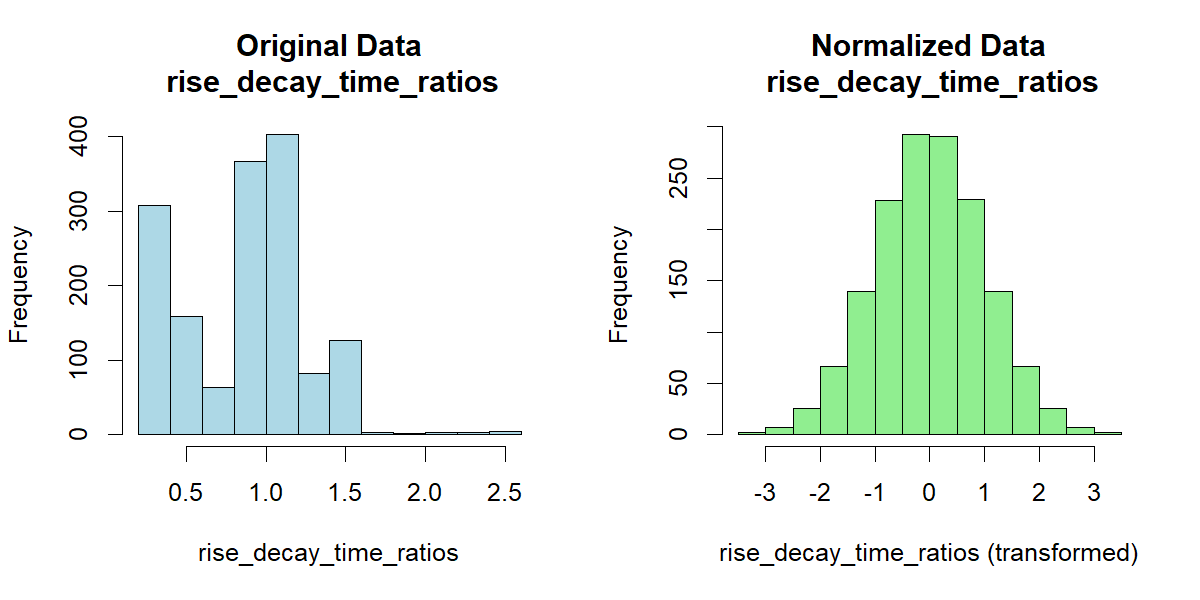 Original Data
rise_decay_time_ratios
Frequency
0
100
200
300
400
0.5 1.0 1.5 2.0 2.5
rise_decay_time_ratios
Normalized Data
rise_decay_time_ratios
Frequency
0
50
150
250
-3 -2 -1 0 1 2 3
rise_decay_time_ratios (transformed)